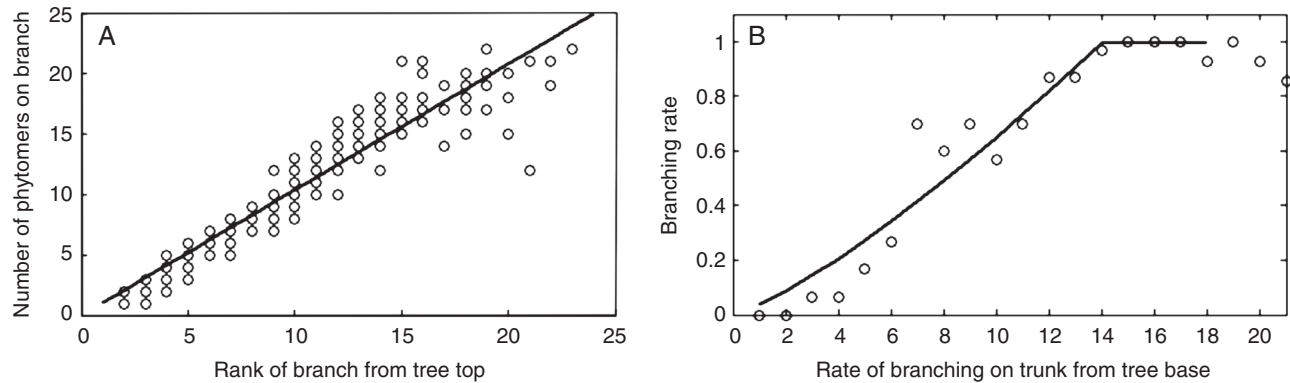 A
Number of phytomers on branch
25
20
15
10
5
0
0 5 10 15 20 25
Rank of branch from tree top
B
Branching rate
1
0.8
0.6
0.4
0.2
0
0 2 4 6 8 10 12 14 16 18 20
Rate of branching on trunk from tree base